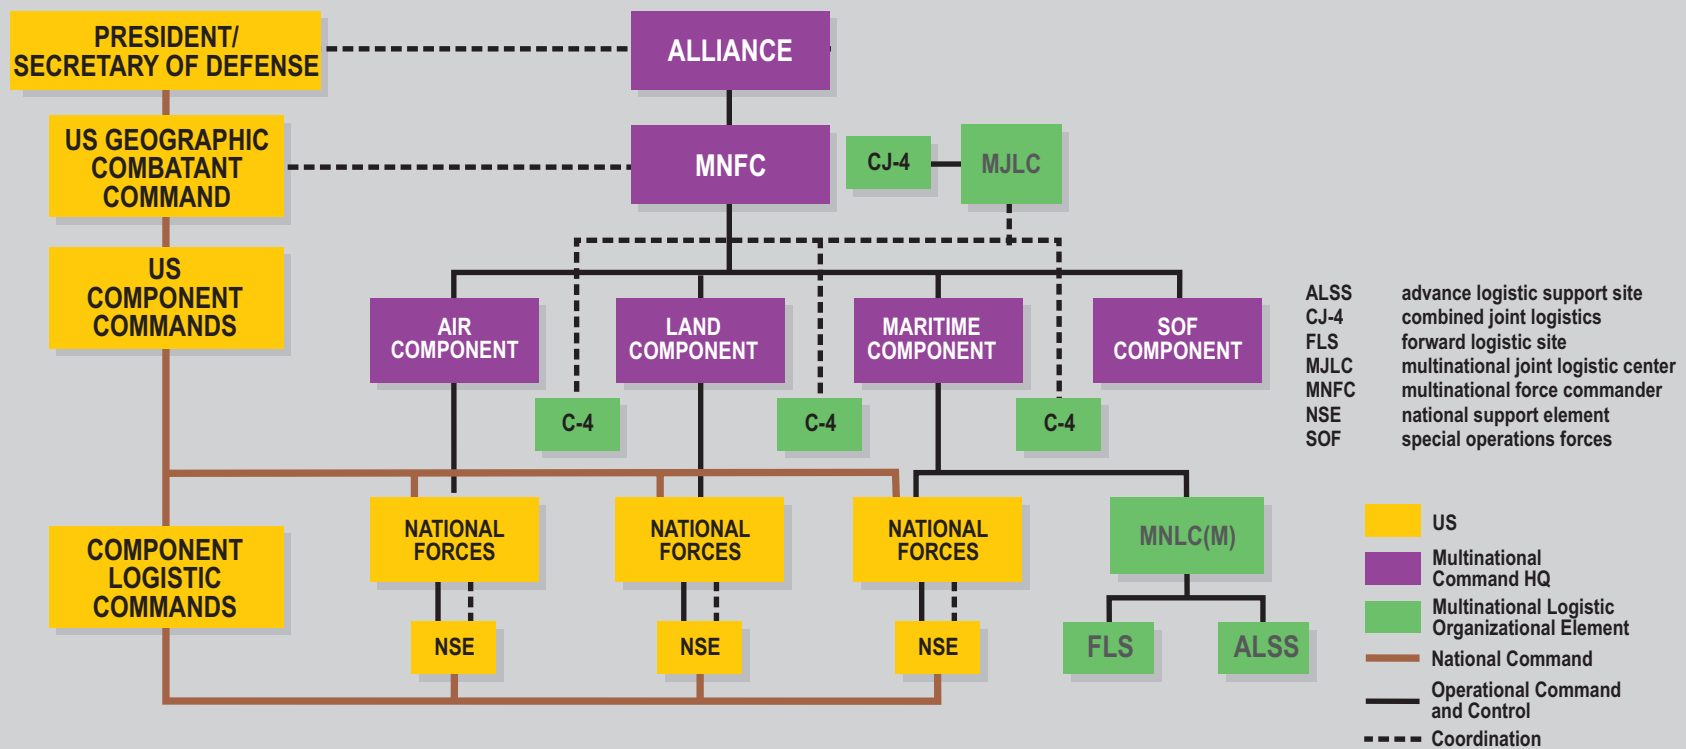 PRESIDENT/
SECRETARY OF DEFENSE
ALLIANCE
US GEOGRAPHIC
COMBATANT
COMMAND
MNFC
CJ-4
MJLC
US
COMPONENT
COMMANDS
AIR
COMPONENT
LAND
COMPONENT
MARITIME
COMPONENT
SOF
COMPONENT
C-4
C-4
C-4
COMPONENT
LOGISTIC
COMMANDS
NATIONAL
FORCES
NATIONAL
FORCES
NATIONAL
FORCES
MNLC(M)
NSE
NSE
NSE
FLS
ALSS
ALSS advance logistic support site
CJ-4 combined joint logistics
FLS forward logistic site
MJLC multinational joint logistic center
MNFC multinational force commander
NSE national support element
SOF special operations forces
US
Multinational
Command HQ
Multinational Logistic
Organizational Element
National Command
Operational Command
and Control
Coordination